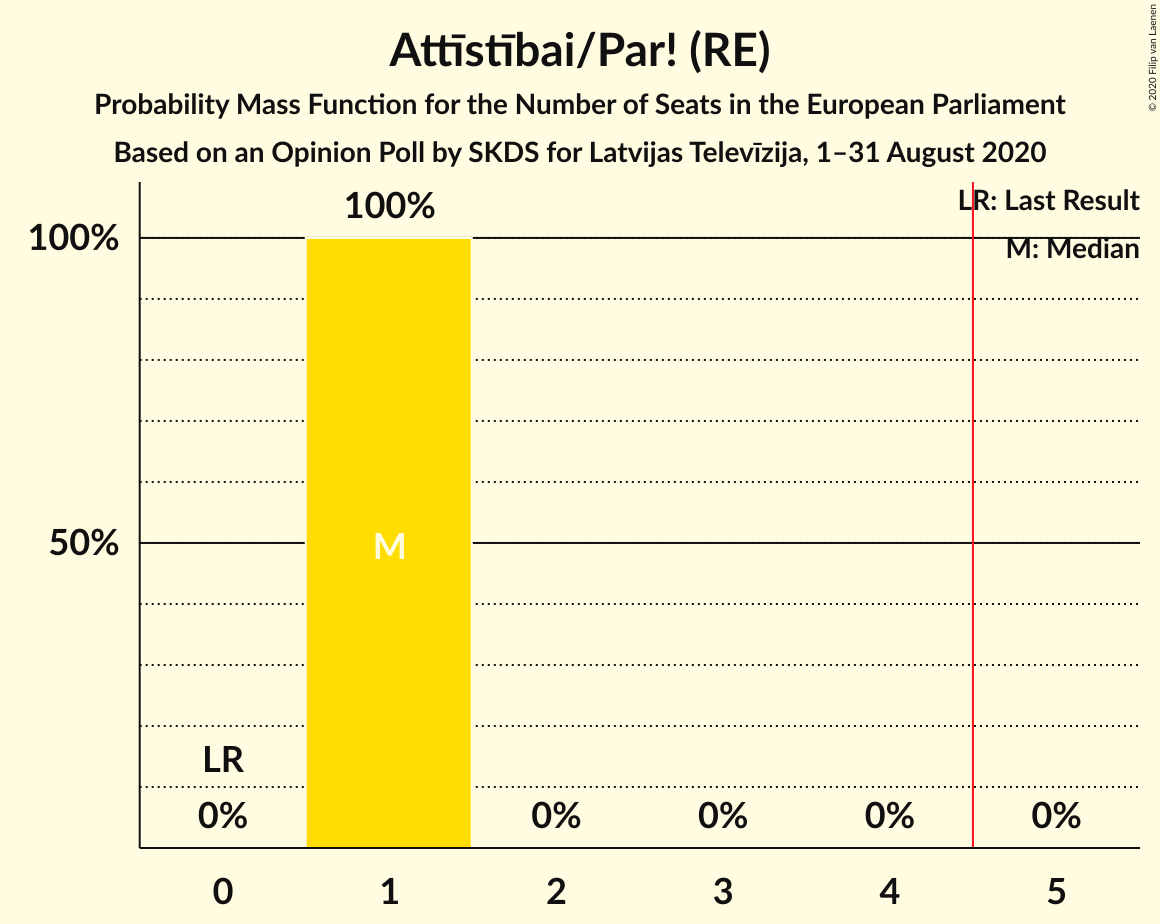 Attīstībai/Par! (RE)
Probability Mass Function for the Number of Seats in the European Parliament
Based on an Opinion Poll by SKDS for Latvijas Televīzija, 1–31 August 2020
© 2020 Filip van Laenen
LR: Last Result
M: Median
100%
100%
50%
M
LR
0%
0%
0%
0%
0%
0 1 2 3 4 5